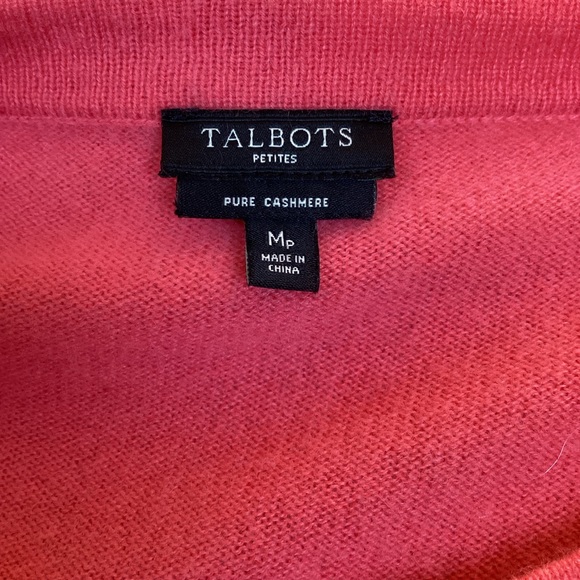 TALBOTS
PETITES
PURE CASHMERE
MP
MADE IN
CHINA